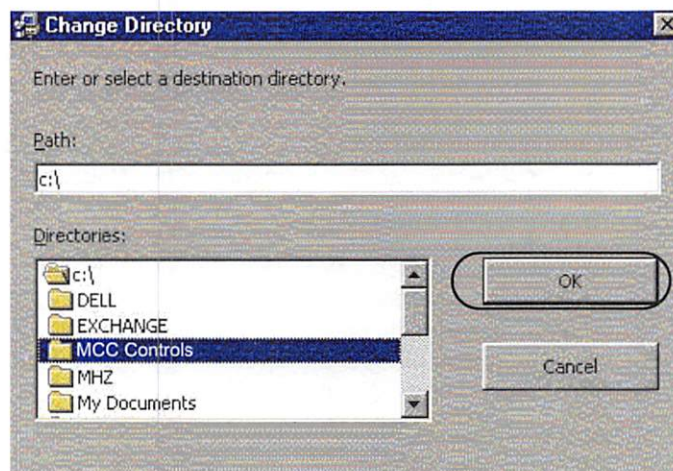 Change Directory
Enter or select a destination directory.
Path:
c:\
Directories:
c:\
DELL
EXCHANGE
MCC Controls
MHZ
My Documents
OK
Cancel